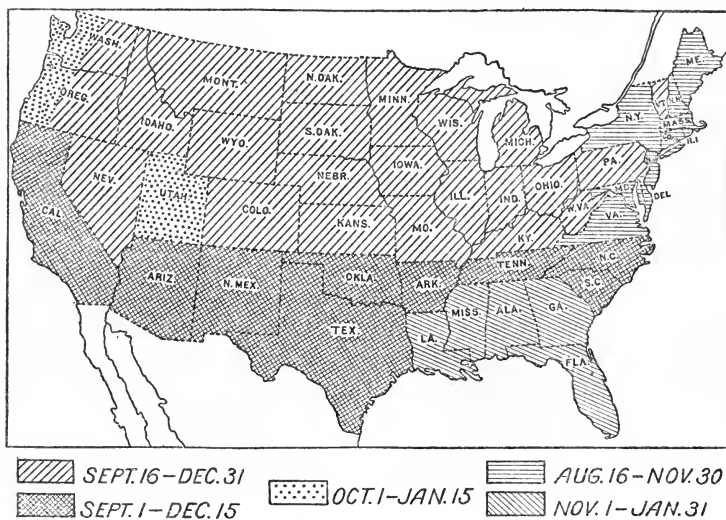 WASH.
MONT.
N.DAK.
MINN.
ME.
OREG.
IDAHO.
WYO.
S.DAK.
WIS.
MICH.
N.Y.
VT.
N.H.
MASS.
R.I.
NEV.
UTAH
COLO.
NEBR.
IOWA.
ILL.
IND.
OHIO.
PA.
W.VA.
MD.
DEL
VA.
CAL.
KANS.
MO.
KY.
ARIZ.
N.MEX.
OKLA.
ARK.
TENN.
N.C.
S.C.
TEX.
LA.
MISS.
ALA.
GA.
FLA.
SEPT.16–DEC.31
SEPT.1–DEC.15
OCT.1–JAN.15
AUG.16–NOV.30
NOV.1–JAN.31